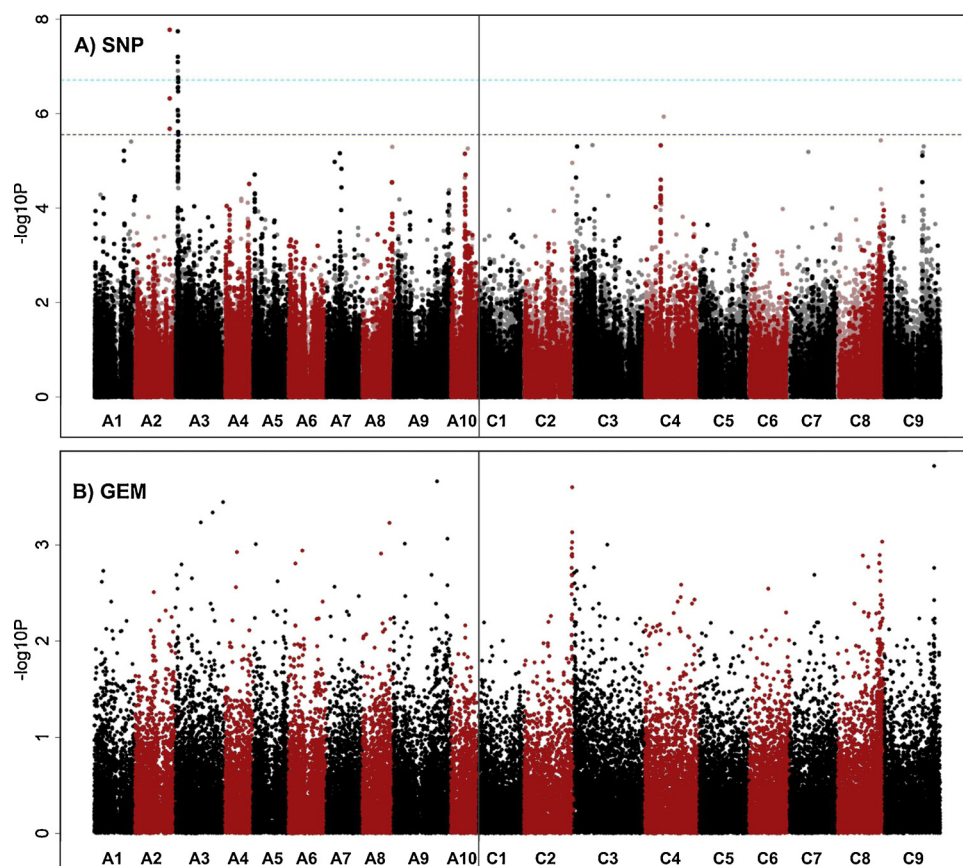 A) SNP
-log10P
8
6
4
2
0
A1 A2 A3 A4 A5 A6 A7 A8 A9 A10 C1 C2 C3 C4 C5 C6 C7 C8 C9
B) GEM
-log10P
3
2
1
0
A1 A2 A3 A4 A5 A6 A7 A8 A9 A10 C1 C2 C3 C4 C5 C6 C7 C8 C9